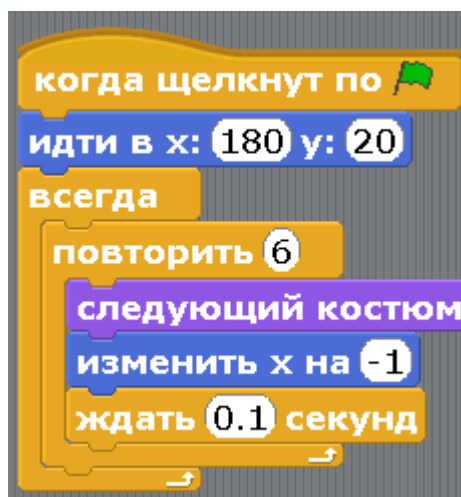 когда щелкнут по
идти в x: 180 y: 20
всегда
повторить 6
следующий костюм
изменить х на -1
ждать 0.1 секунд